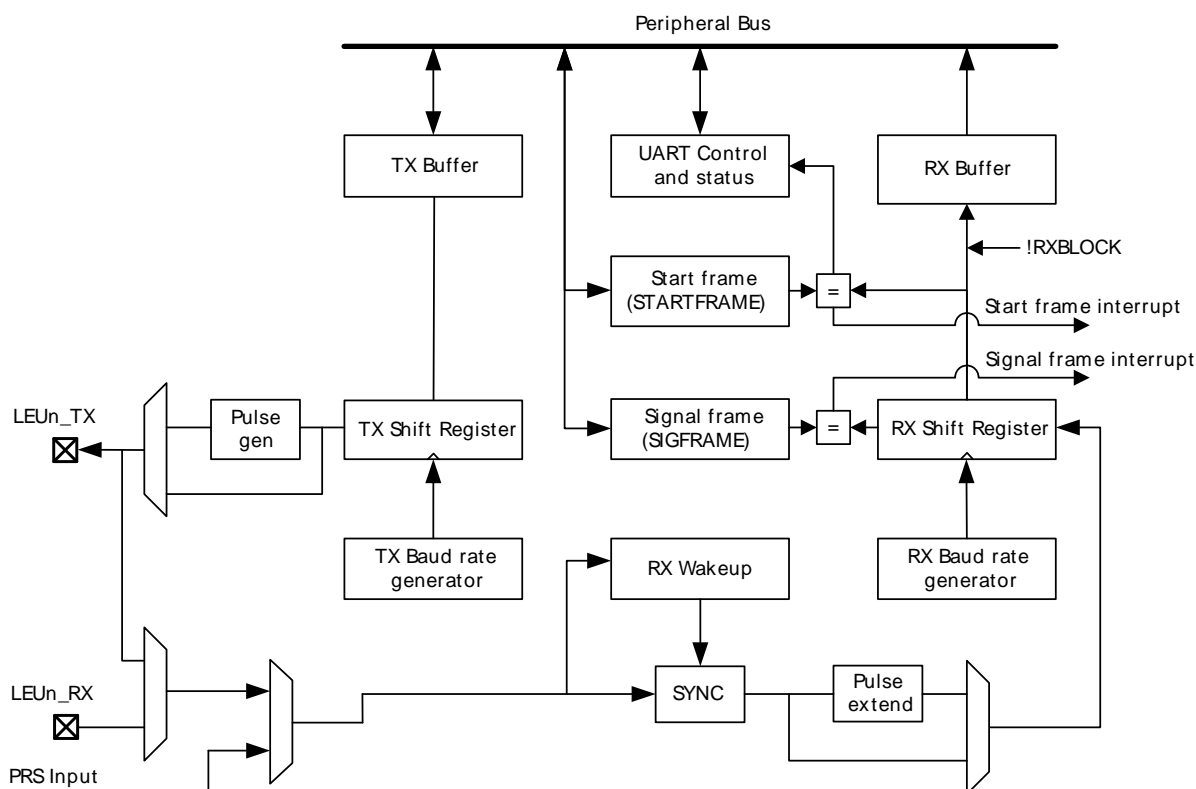 Peripheral Bus
TX Buffer
UART Control
and status
RX Buffer
!RXBLOCK
Start frame
(STARTFRAME)
=
Start frame interrupt
Signal frame interrupt
LEUn_TX
Pulse
gen
TX Shift Register
Signal frame
(SIGFRAME)
=
RX Shift Register
TX Baud rate
generator
RX Wakeup
RX Baud rate
generator
LEUn_RX
SYNC
Pulse
extend
PRS Input